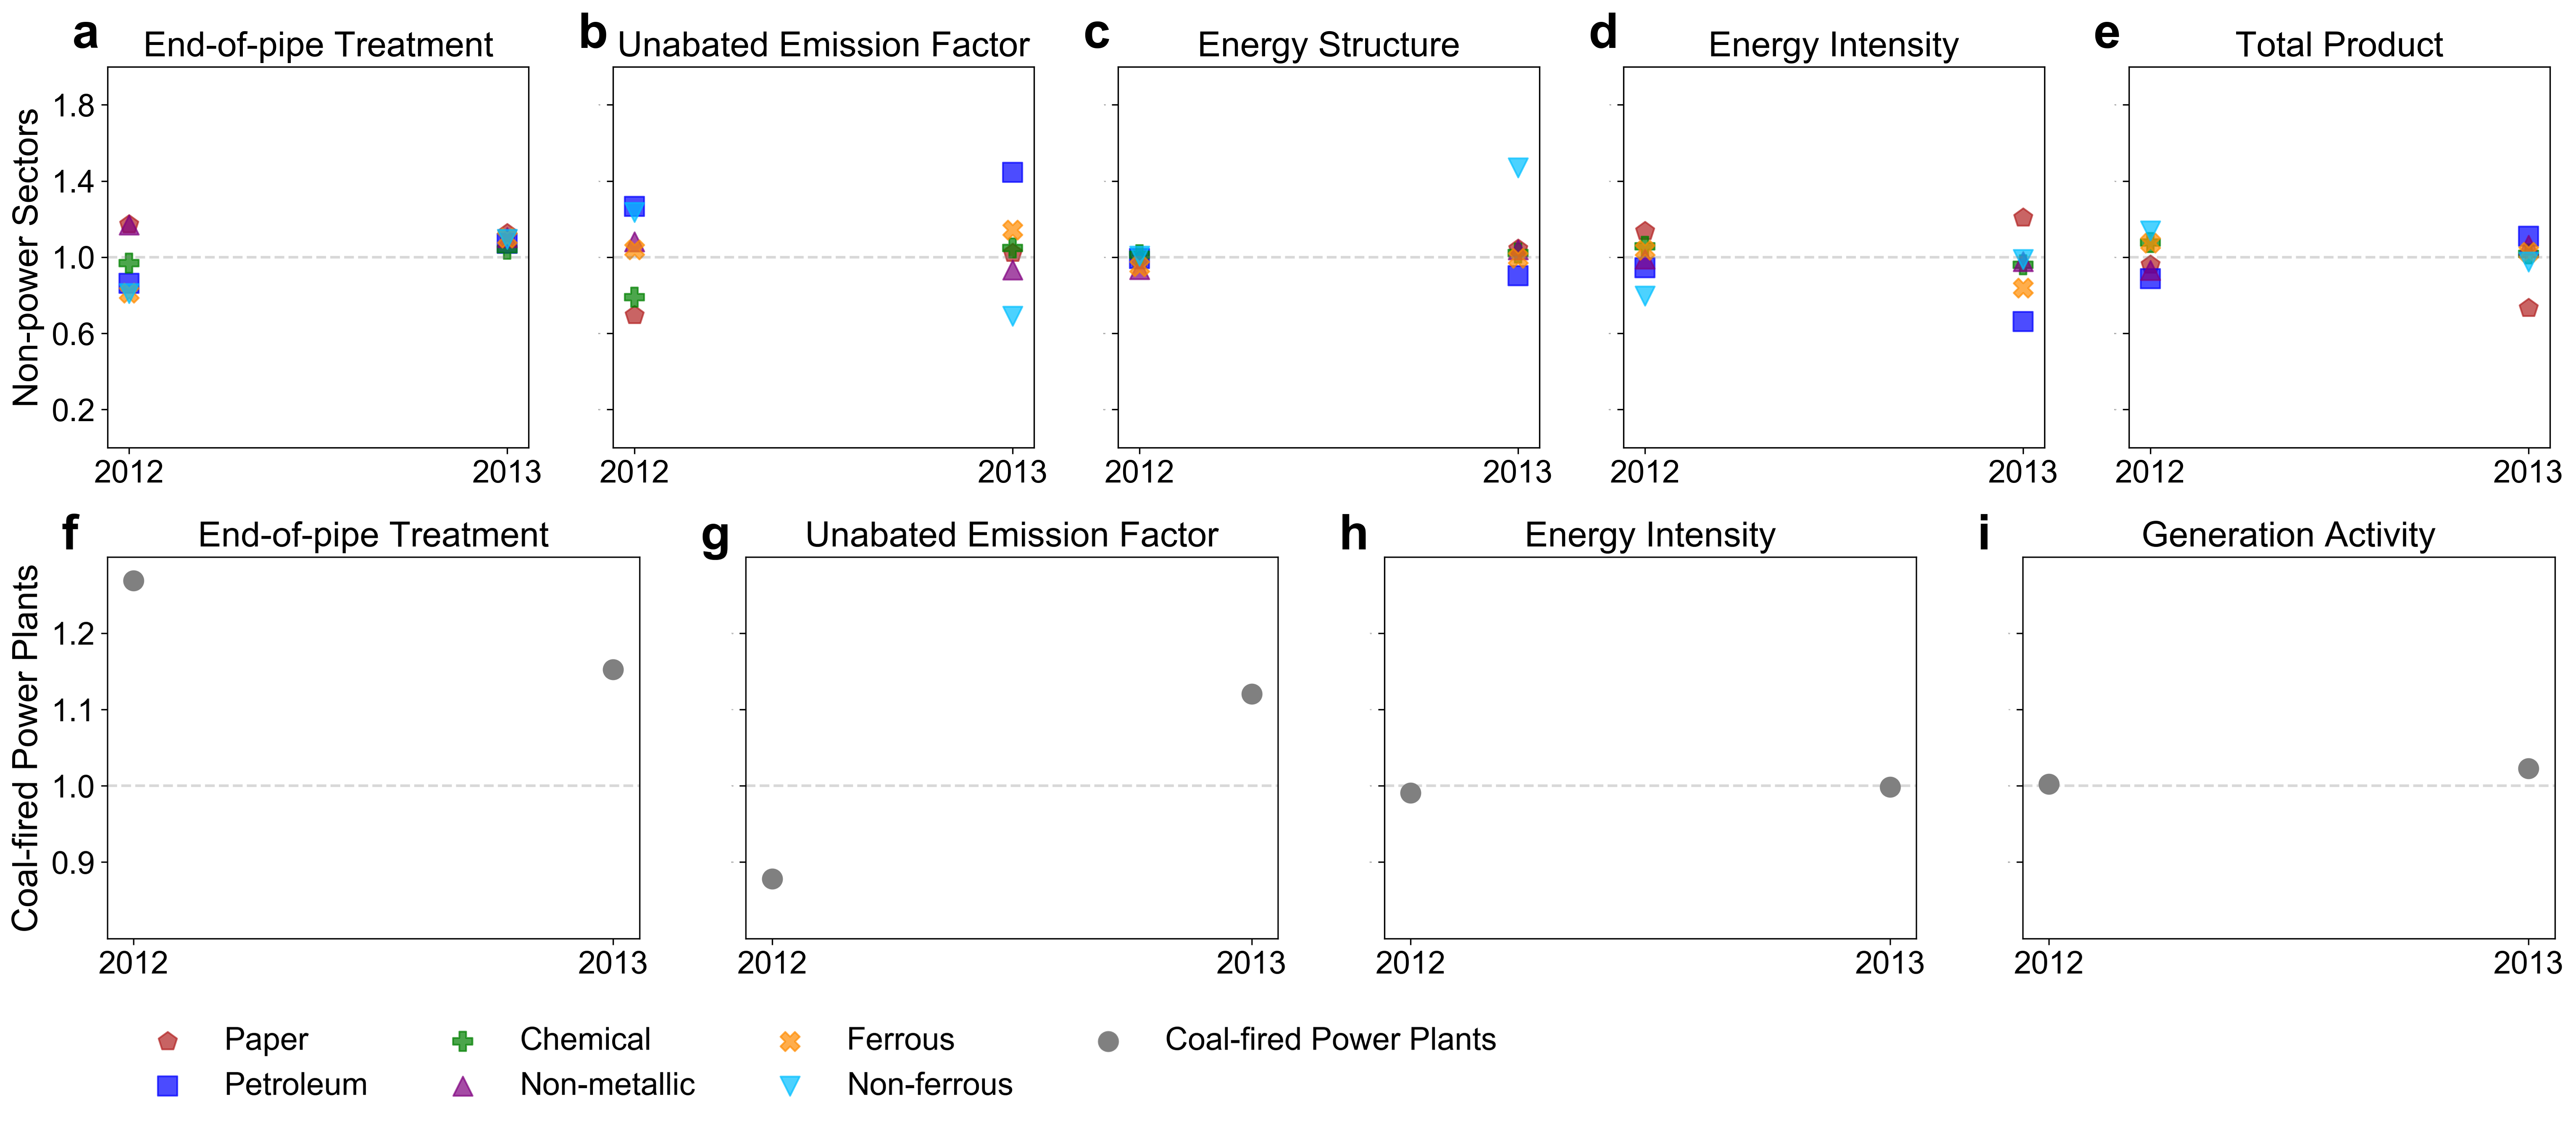 a End-of-pipe Treatment
b Unabated Emission Factor
c Energy Structure
d Energy Intensity
e Total Product
Non-power Sectors
1.8
1.4
1.0
0.6
0.2
2012 2013
2012 2013
2012 2013
2012 2013
2012 2013
f End-of-pipe Treatment
g Unabated Emission Factor
h Energy Intensity
i Generation Activity
Coal-fired Power Plants
1.2
1.1
1.0
0.9
2012 2013
2012 2013
2012 2013
2012 2013
Paper Chemical Ferrous Coal-fired Power Plants
Petroleum Non-metallic Non-ferrous